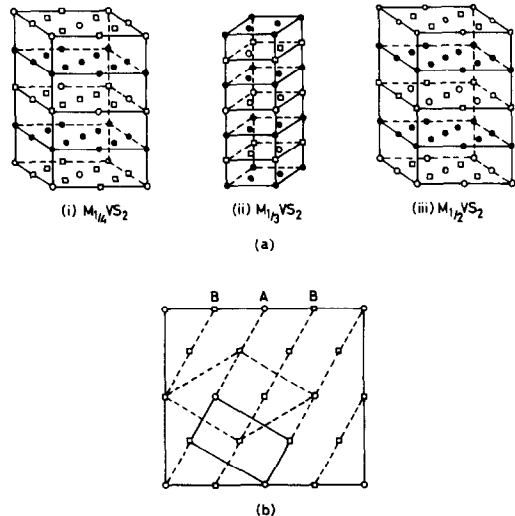 (i) M1/4VS2
(ii) M1/3VS2
(iii) M1/2VS2
(a)
B A B
(b)